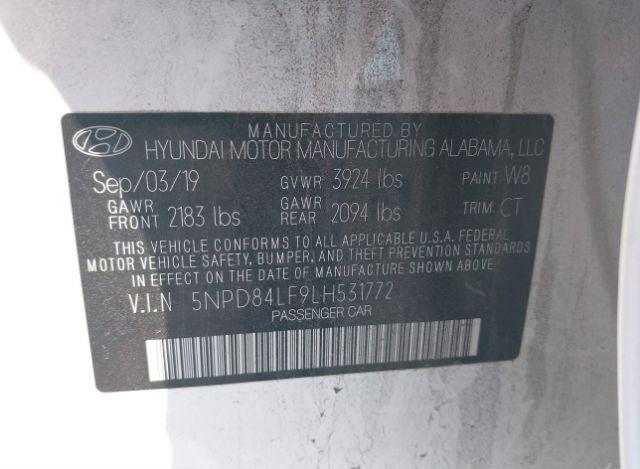 MANUFACTURED BY
HYUNDAI MOTOR MANUFACTURING ALABAMA, LLC
Sep/03/19 GVWR 3924 lbs PAINT W8
GAWR FRONT 2183 lbs GAWR REAR 2094 lbs TRIM CT
THIS VEHICLE CONFORMS TO ALL APPLICABLE U.S.A. FEDERAL
MOTOR VEHICLE SAFETY, BUMPER, AND THEFT PREVENTION
STANDARDS IN EFFECT ON THE DATE OF MANUFACTURE SHOWN ABOVE.
V.I.N 5NPD84LF9LH531772
PASSENGER CAR